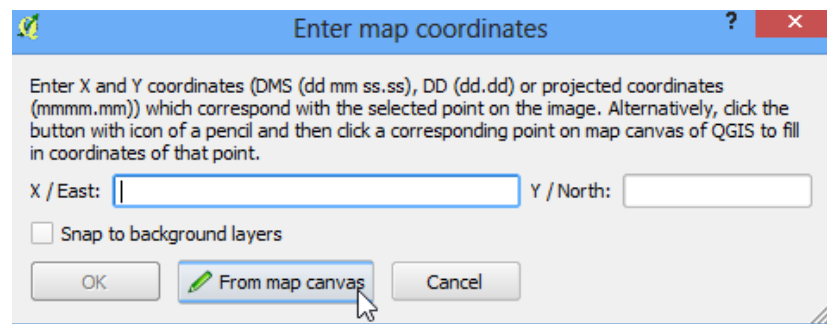 Enter map coordinates
?
×
Enter X and Y coordinates (DMS (dd mm ss.ss), DD (dd.dd) or projected coordinates
(mmmm.mm)) which correspond with the selected point on the image. Alternatively, click the
button with icon of a pencil and then click a corresponding point on map canvas of QGIS to fill
in coordinates of that point.
X / East: Y / North:
Snap to background layers
OK From map canvas Cancel